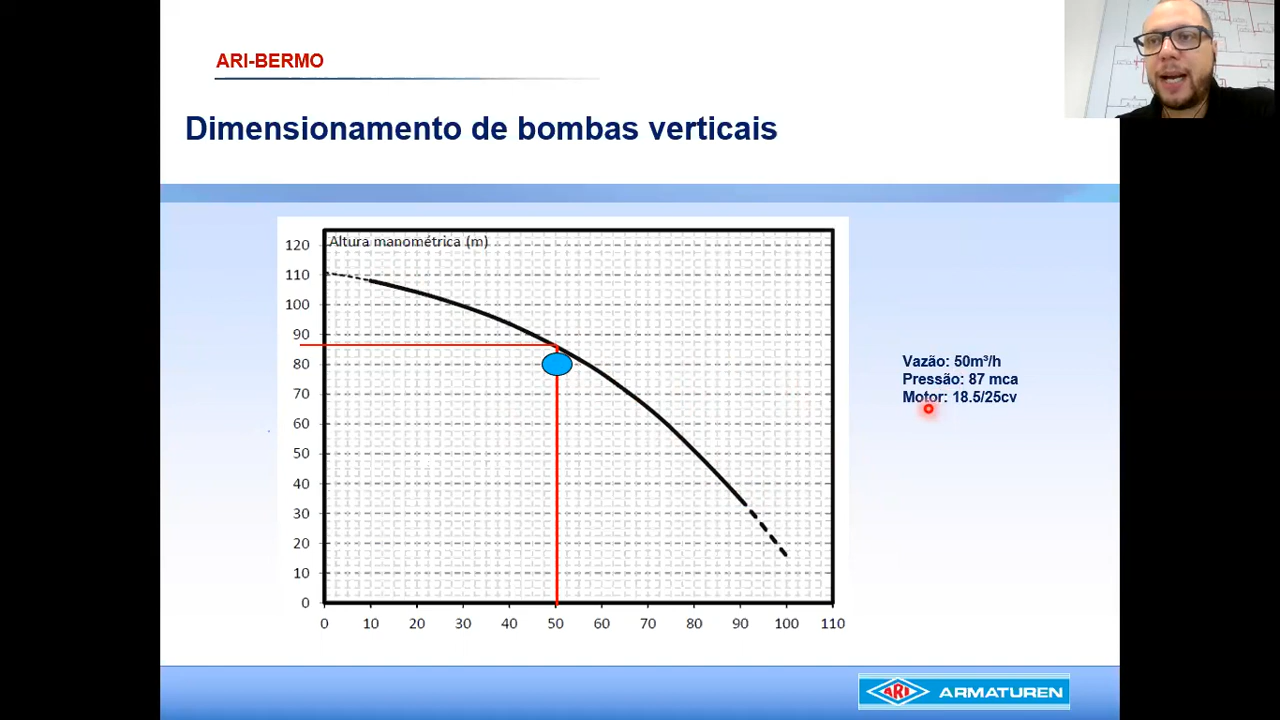 ARI-BERMO
Dimensionamento de bombas verticais
Altura manométrica (m)
120
110
100
90
80
70
60
50
40
30
20
10
0
0 10 20 30 40 50 60 70 80 90 100 110
Vazão: 50m³/h
Pressão: 87 mca
Motor: 18.5/25cv
ARI ARMATUREN